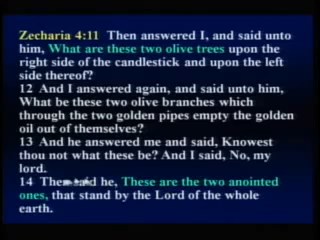 Zecharia 4:11 Then answered I, and said unto
him, What are these two olive trees upon the
right side of the candlestick and upon the left
side thereof?
12 And I answered again, and said unto him,
What be these two olive branches which
through the two golden pipes empty the golden
oil out of themselves?
13 And he answered me and said, Knowest
thou not what these be? And I said, No, my
lord.
14 Then said he, These are the two anointed
ones, that stand by the Lord of the whole
earth.